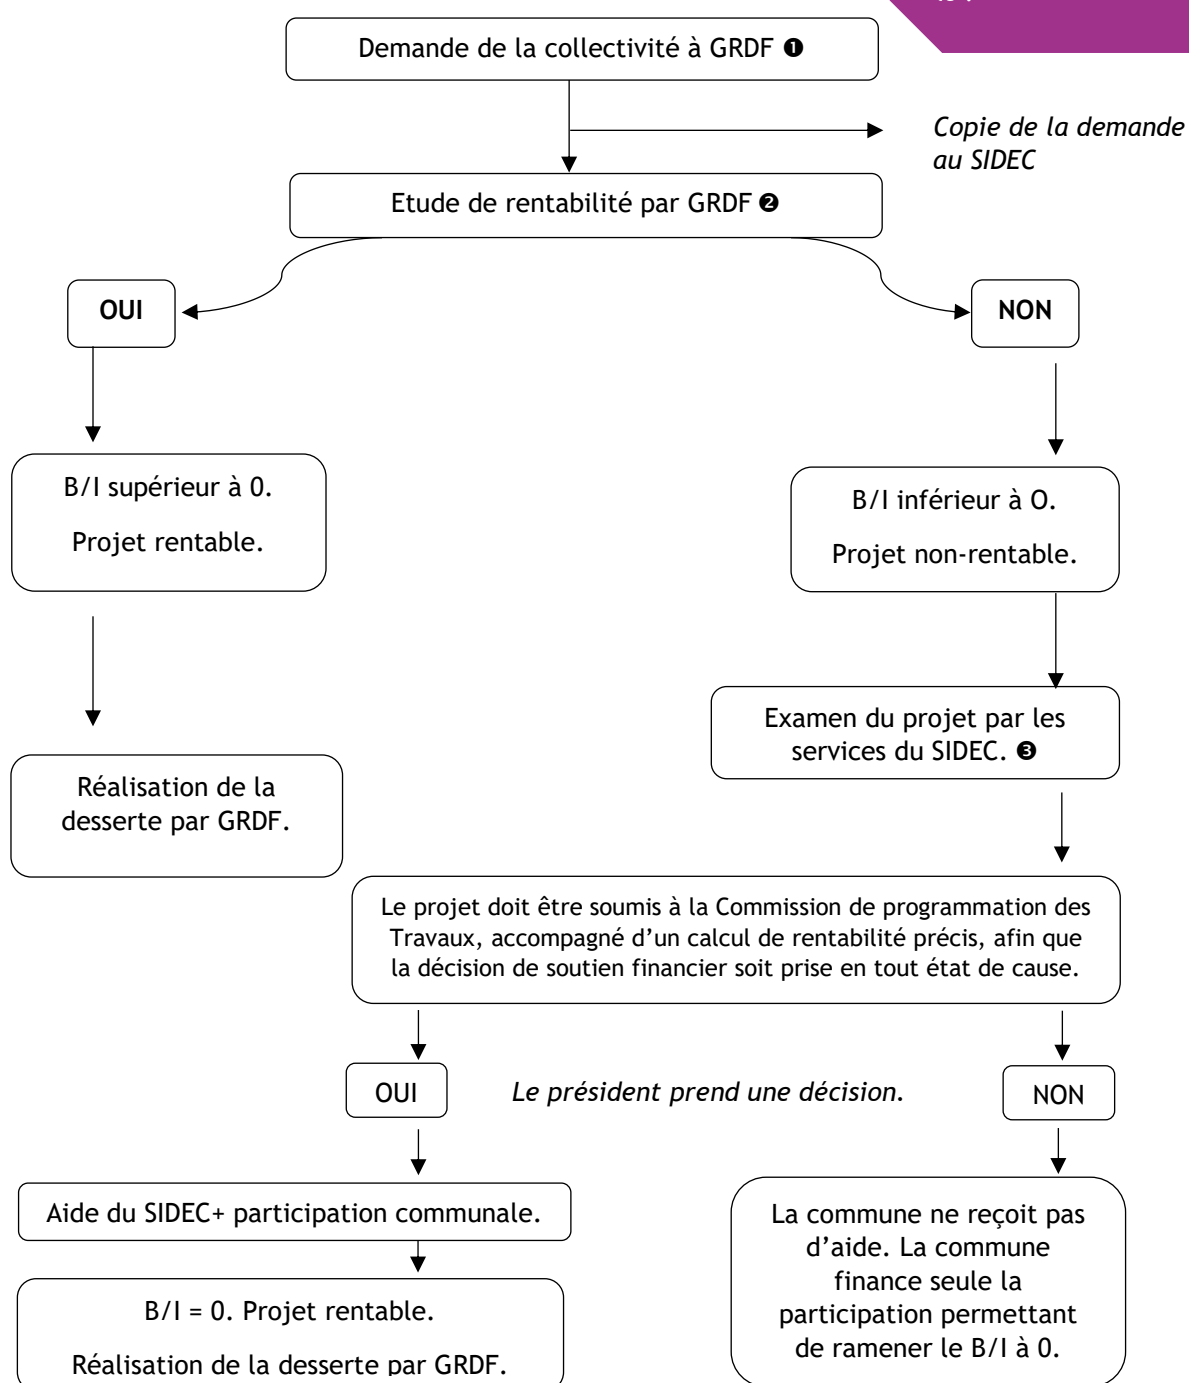 Demande de la collectivité à GRDF ❶
Copie de la demande
au SIDEC
Etude de rentabilité par GRDF ❷
OUI
NON
B/I supérieur à 0.
Projet rentable.
B/I inférieur à O.
Projet non-rentable.
Examen du projet par les
services du SIDEC. ❸
Réalisation de la
desserte par GRDF.
Le projet doit être soumis à la Commission de programmation des
Travaux, accompagné d’un calcul de rentabilité précis, afin que
la décision de soutien financier soit prise en tout état de cause.
OUI
Le président prend une décision.
NON
Aide du SIDEC+ participation communale.
B/I = 0. Projet rentable.
Réalisation de la desserte par GRDF.
La commune ne reçoit pas
d’aide. La commune
finance seule la
participation permettant
de ramener le B/I à 0.